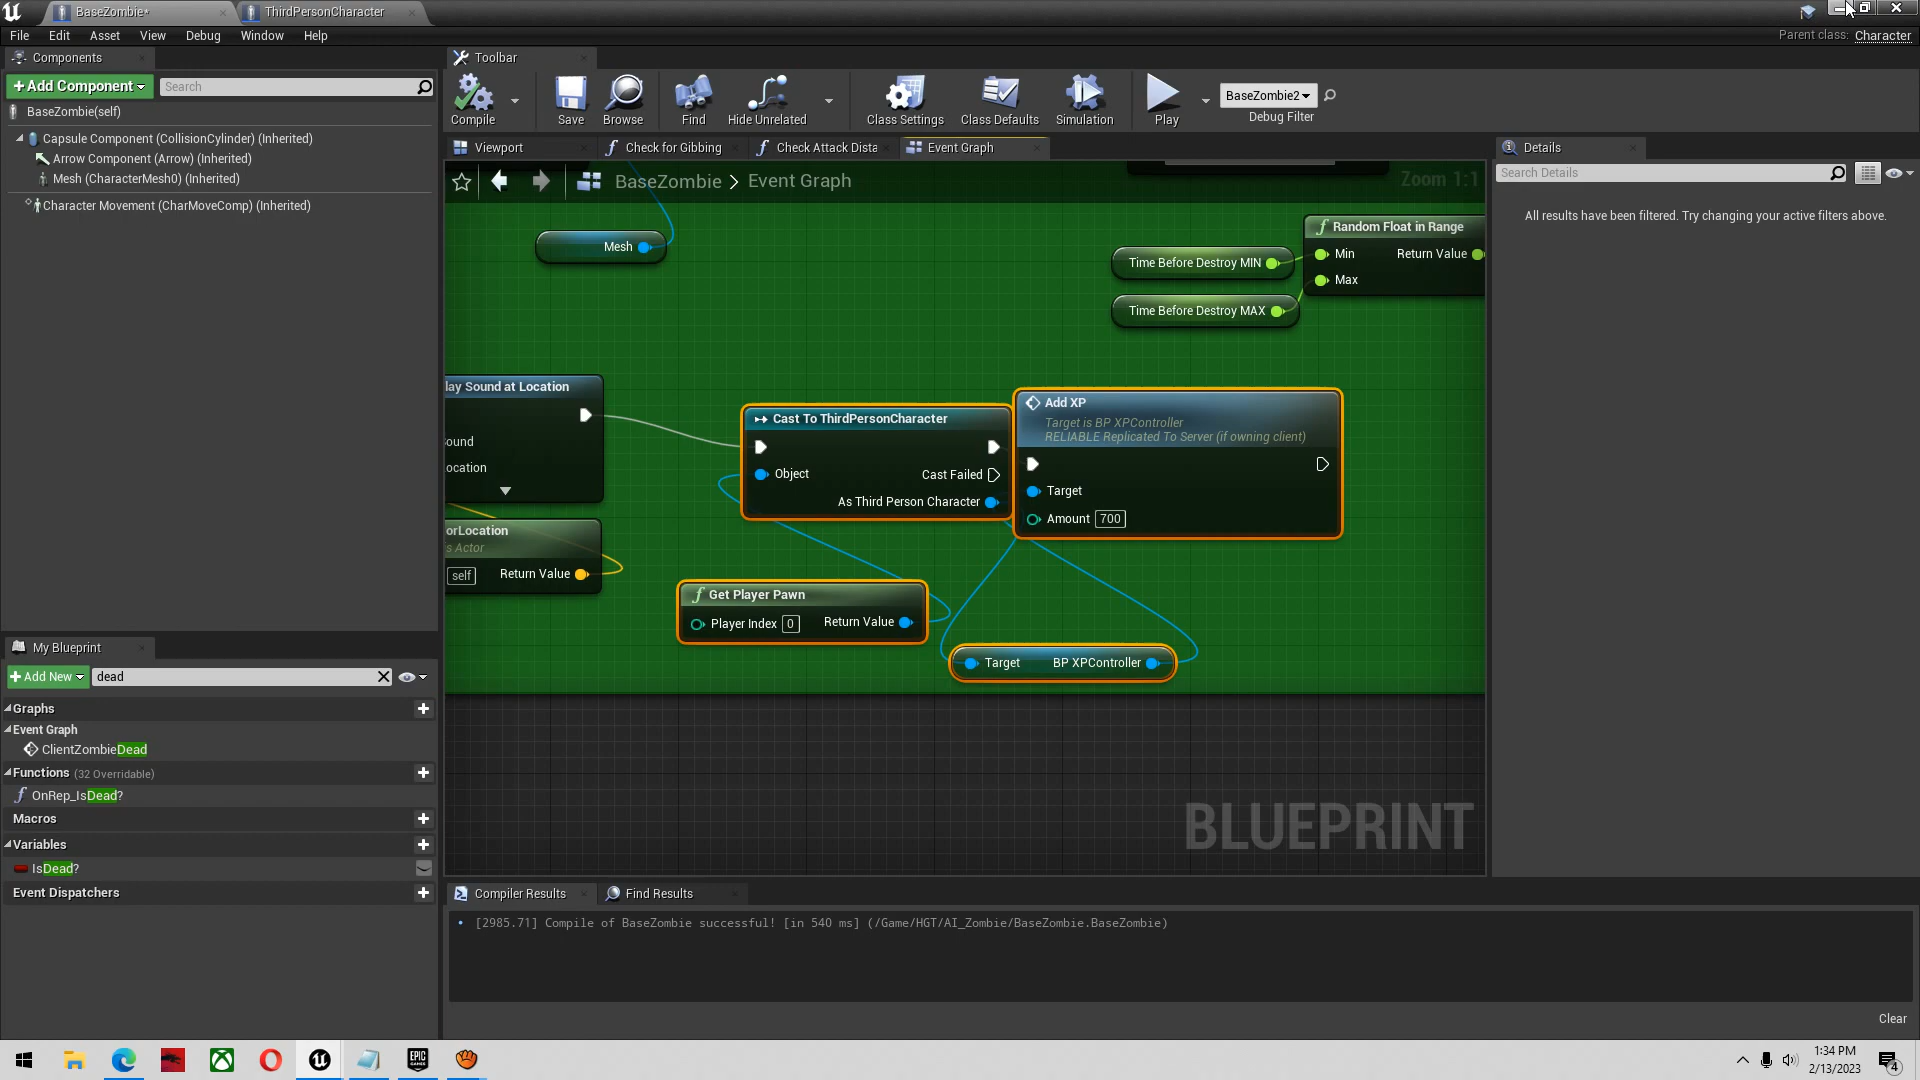 BaseZombie*
ThirdPersonCharacter
File Edit Asset View Debug Window Help
Parent class: Character
Components
Toolbar
+ Add Component
Search
BaseZombie(self)
Capsule Component (CollisionCylinder) (Inherited)
Arrow Component (Arrow) (Inherited)
Mesh (CharacterMesh0) (Inherited)
Character Movement (CharMoveComp) (Inherited)
Compile
Save
Browse
Find
Hide Unrelated
Class Settings
Class Defaults
Simulation
Play
BaseZombie2
Debug Filter
Viewport
Check for Gibbing
Check Attack Dista
Event Graph
Details
BaseZombie > Event Graph
Zoom 1:1
Search Details
All results have been filtered. Try changing your active filters above.
Mesh
Time Before Destroy MIN
Time Before Destroy MAX
Random Float in Range
Min Return Value
Max
lay Sound at Location
ound
ocation
orLocation
s Actor
self Return Value
Cast To ThirdPersonCharacter
Object Cast Failed
As Third Person Character
Add XP
Target is BP XPController
RELIABLE Replicated To Server (if owning client)
Target
Amount 700
Get Player Pawn
Player Index 0 Return Value
Target BP XPController
BLUEPRINT
My Blueprint
+ Add New
dead
Graphs
Event Graph
ClientZombieDead
Functions (32 Overridable)
OnRep_IsDead?
Macros
Variables
IsDead?
Event Dispatchers
Compiler Results
Find Results
[2985.71] Compile of BaseZombie successful! [in 540 ms] (/Game/HGT/AI_Zombie/BaseZombie.BaseZombie)
Clear
EPIC GAMES
1:34 PM
2/13/2023
4